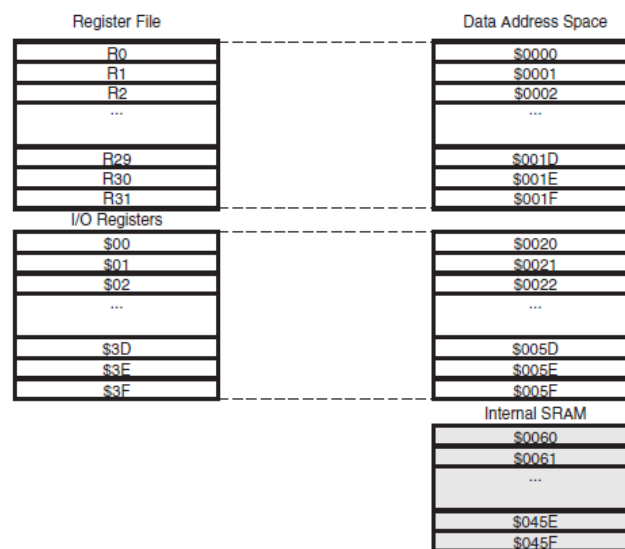 Register File
Data Address Space
R0
$0000
R1
$0001
R2
$0002
...
...
R29
$001D
R30
$001E
R31
$001F
I/O Registers
$00
$0020
$01
$0021
$02
$0022
...
...
$3D
$005D
$3E
$005E
$3F
$005F
Internal SRAM
$0060
$0061
...
$045E
$045F